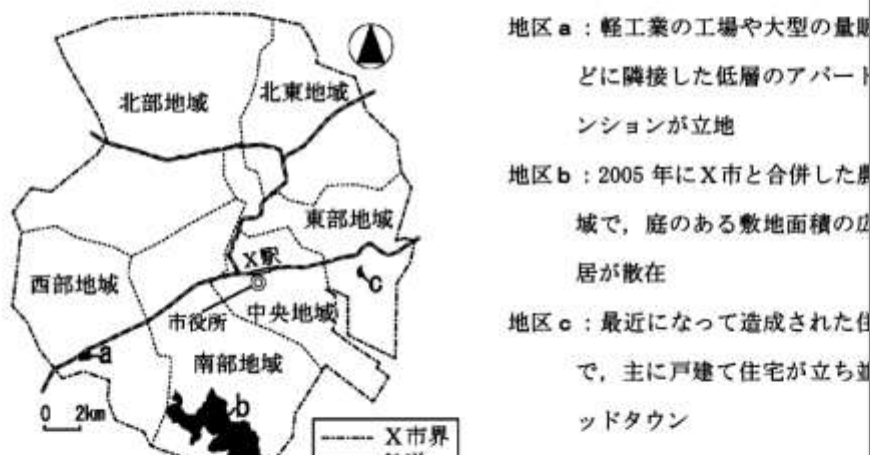 北部地域
北東地域
東部地域
X駅
西部地域
市役所
中央地域
c
a
南部地域
b
0 2km
X市界
地区a：軽工業の工場や大型の量販
どに隣接した低層のアパート
ンションが立地
地区b：2005年にX市と合併した農
域で，庭のある敷地面積の広
居が散在
地区c：最近になって造成された住
で，主に戸建て住宅が立ち並
ッドタウン